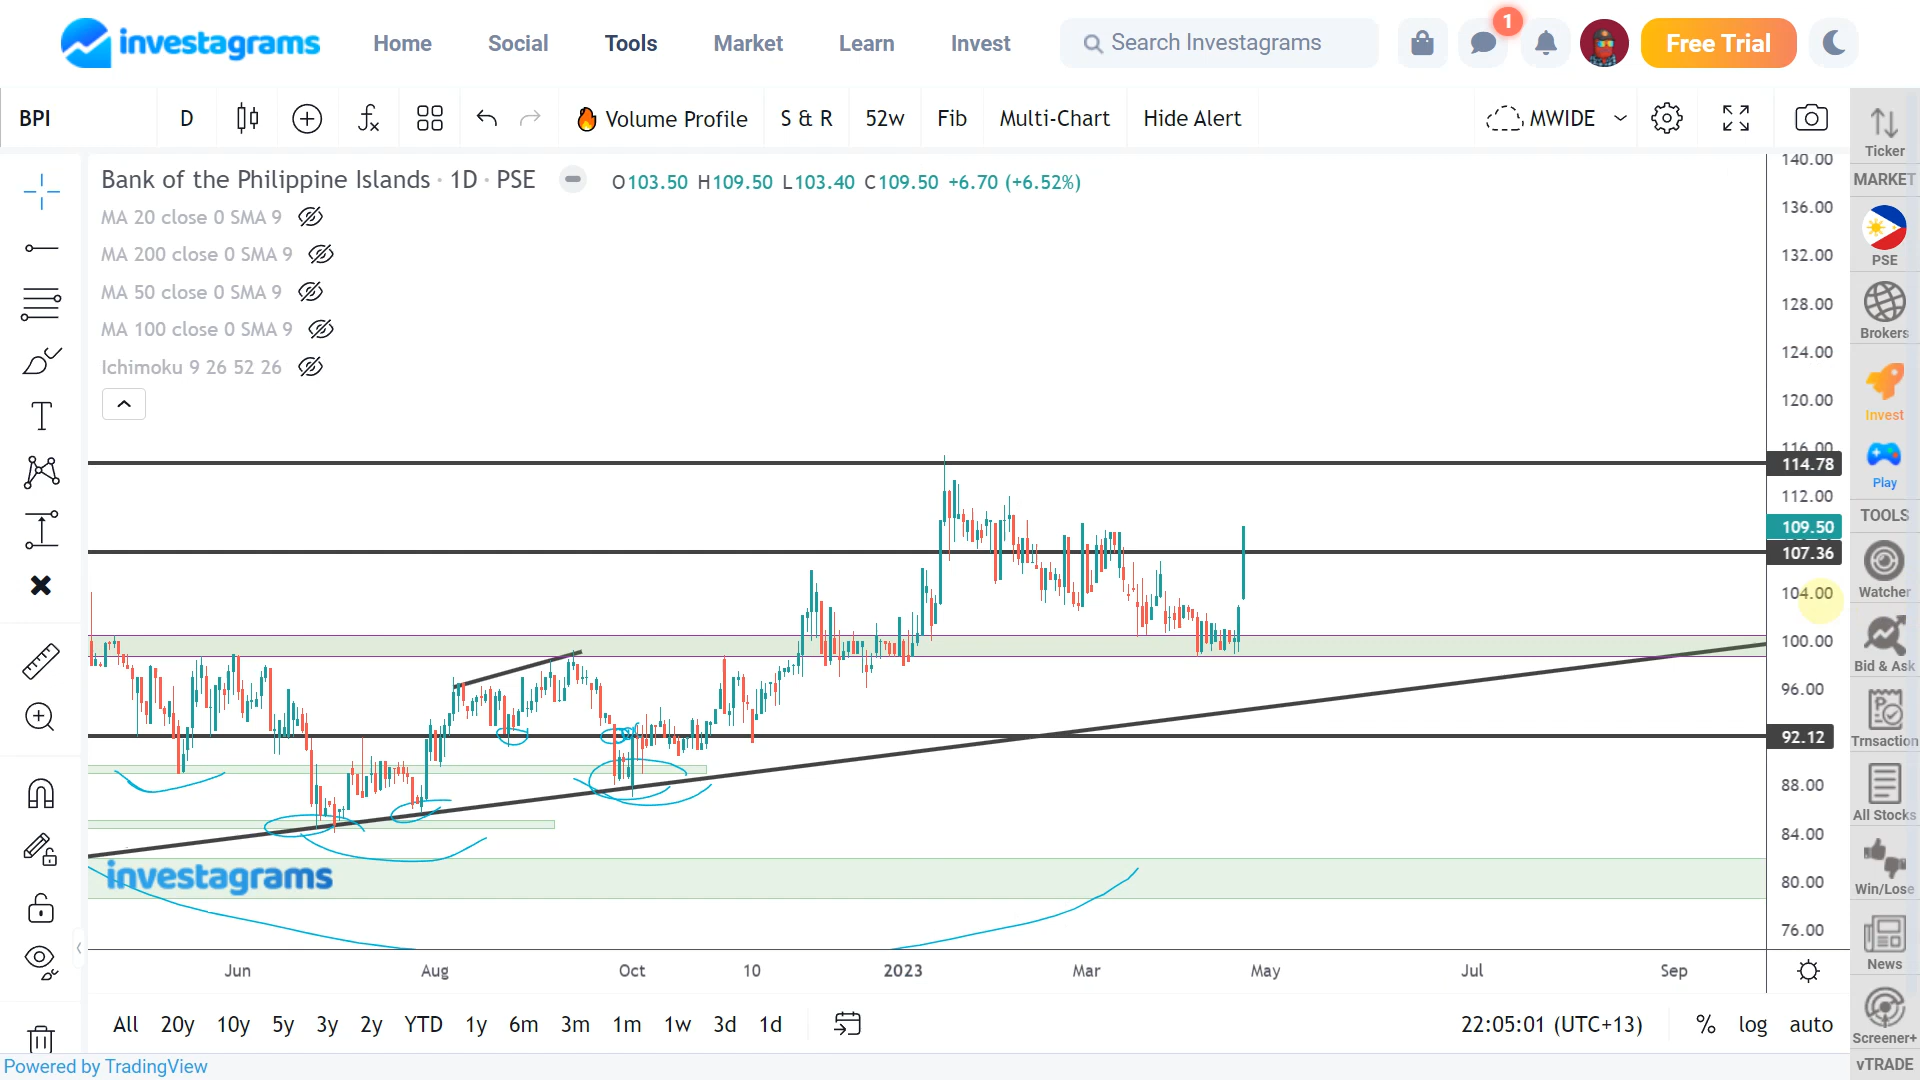 investagrams Home Social Tools Market Learn Invest Search Investagrams 1 Free Trial
BPI D Volume Profile S & R 52w Fib Multi-Chart Hide Alert MWIDE
Bank of the Philippine Islands · 1D · PSE O103.50 H109.50 L103.40 C109.50 +6.70 (+6.52%)
MA 20 close 0 SMA 9
MA 200 close 0 SMA 9
MA 50 close 0 SMA 9
MA 100 close 0 SMA 9
Ichimoku 9 26 52 26
140.00
136.00
132.00
128.00
124.00
120.00
116.00
114.78
112.00
109.50
107.36
104.00
100.00
96.00
92.12
88.00
84.00
80.00
76.00
investagrams
Jun Aug Oct 10 2023 Mar May Jul Sep
All 20y 10y 5y 3y 2y YTD 1y 6m 3m 1m 1w 3d 1d 22:05:01 (UTC+13) % log auto
Powered by TradingView
Ticker
MARKET
PSE
Brokers
Invest
Play
TOOLS
Watcher
Bid & Ask
Trnsaction
All Stocks
Win/Lose
News
Screener+
vTRADE